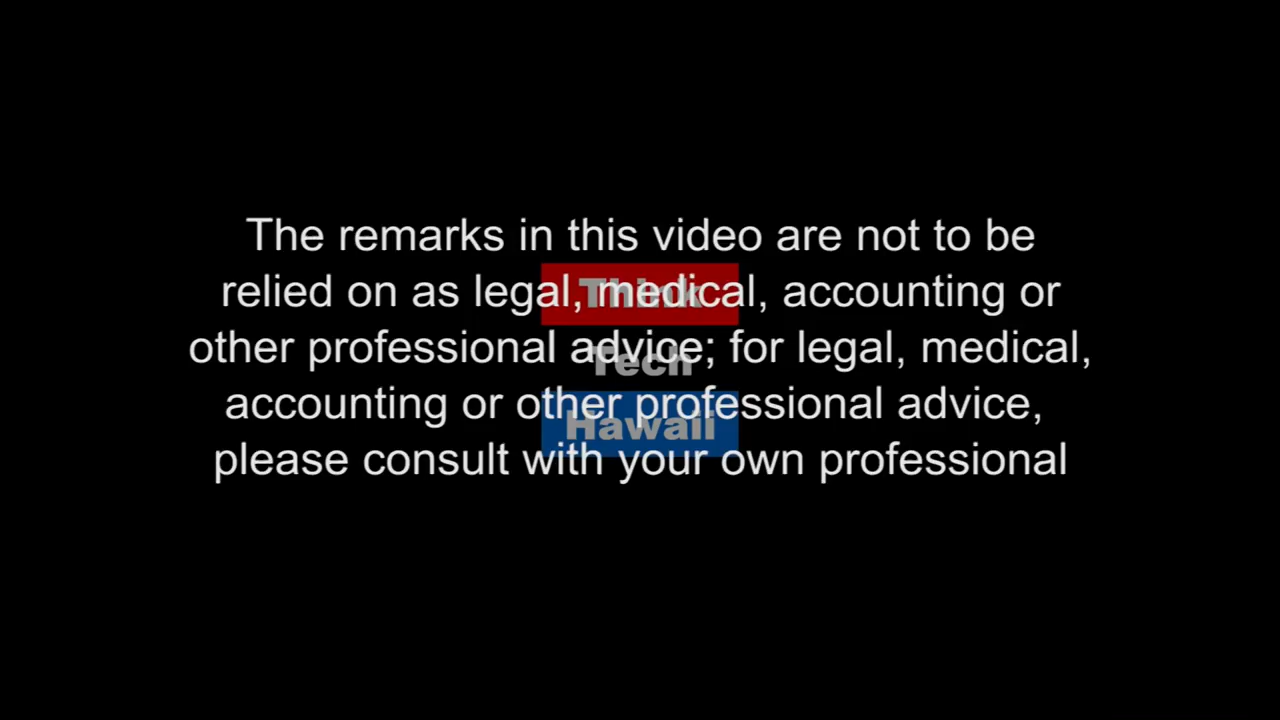 The remarks in this video are not to be
relied on as legal, medical, accounting or
other professional advice; for legal, medical,
accounting or other professional advice,
please consult with your own professional
Think
Tech
Hawaii